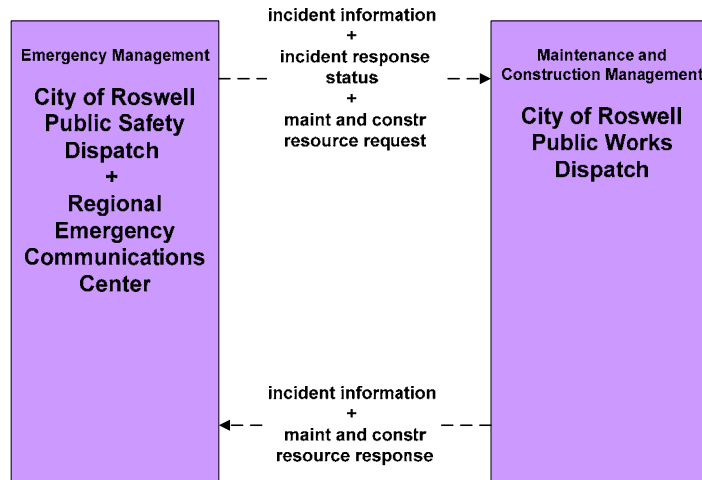 Emergency Management
City of Roswell
Public Safety
Dispatch
+
Regional
Emergency
Communications
Center
incident information
+
incident response
status
+
maint and constr
resource request
Maintenance and
Construction Management
City of Roswell
Public Works
Dispatch
incident information
+
maint and constr
resource response